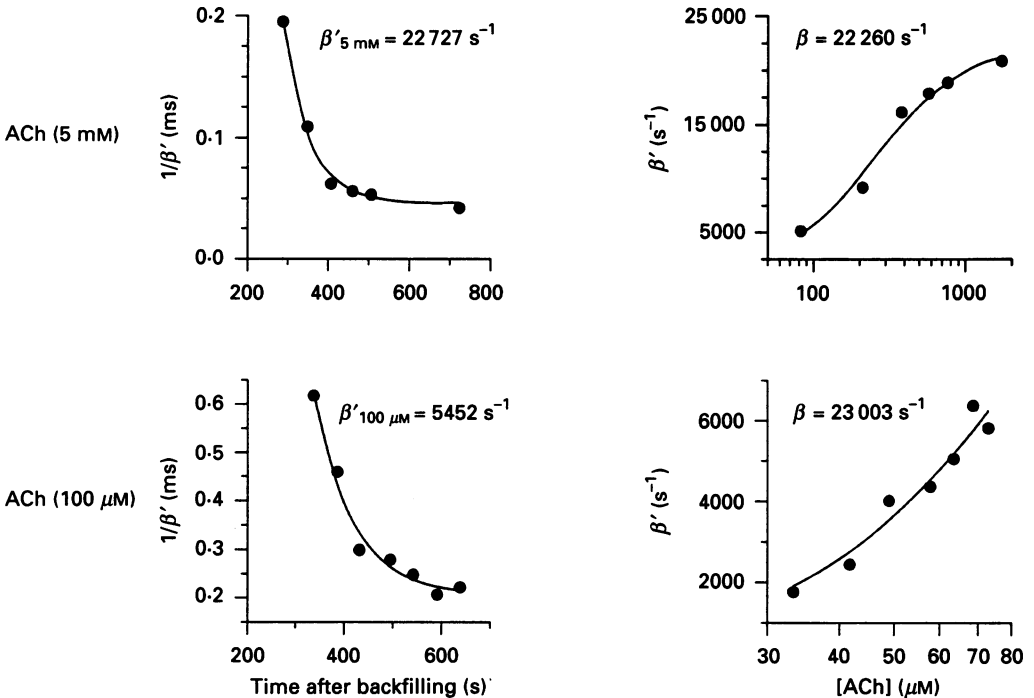 ACh (5 mM)
1/β′ (ms)
0·2
0·1
0·0
β′5 mM = 22 727 s⁻¹
200 400 600 800
β′ (s⁻¹)
25 000
15 000
5000
β = 22 260 s⁻¹
100 1000
ACh (100 μM)
1/β′ (ms)
0·6
0·5
0·4
0·3
0·2
β′100 μM = 5452 s⁻¹
200 400 600
Time after backfilling (s)
β′ (s⁻¹)
6000
4000
2000
β = 23 003 s⁻¹
30 40 50 60 70 80
[ACh] (μM)